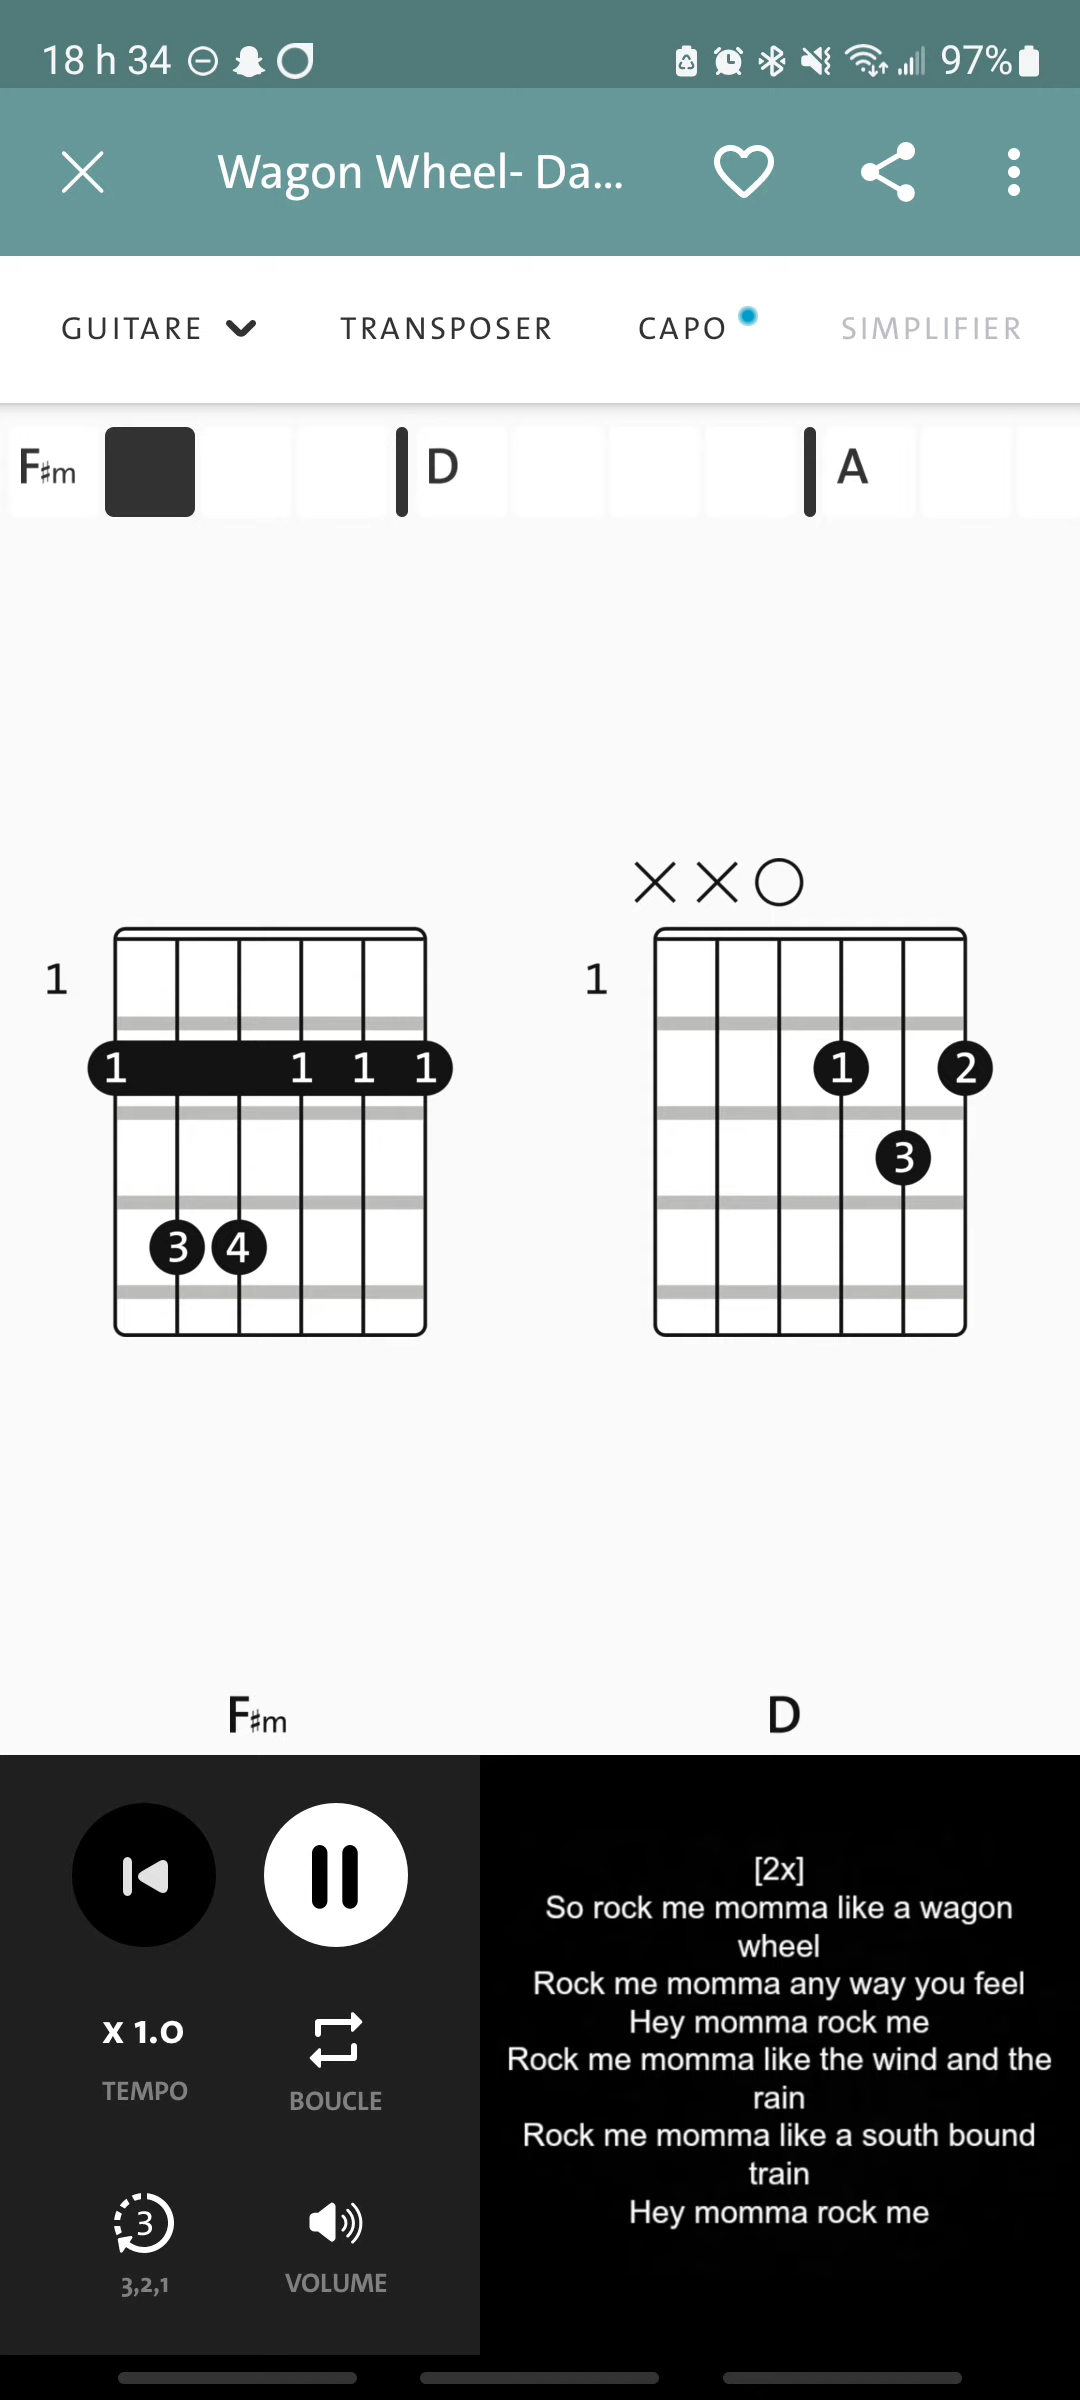 18 h 34 97%
Wagon Wheel- Da...
GUITARE TRANSPOSER CAPO SIMPLIFIER
F♯m D A
1 1
1 1 1 1 1 2
3
3 4
F♯m D
[2x]
So rock me momma like a wagon
wheel
Rock me momma any way you feel
Hey momma rock me
Rock me momma like the wind and the
rain
Rock me momma like a south bound
train
Hey momma rock me
x 1.0
TEMPO BOUCLE
3
3,2,1 VOLUME